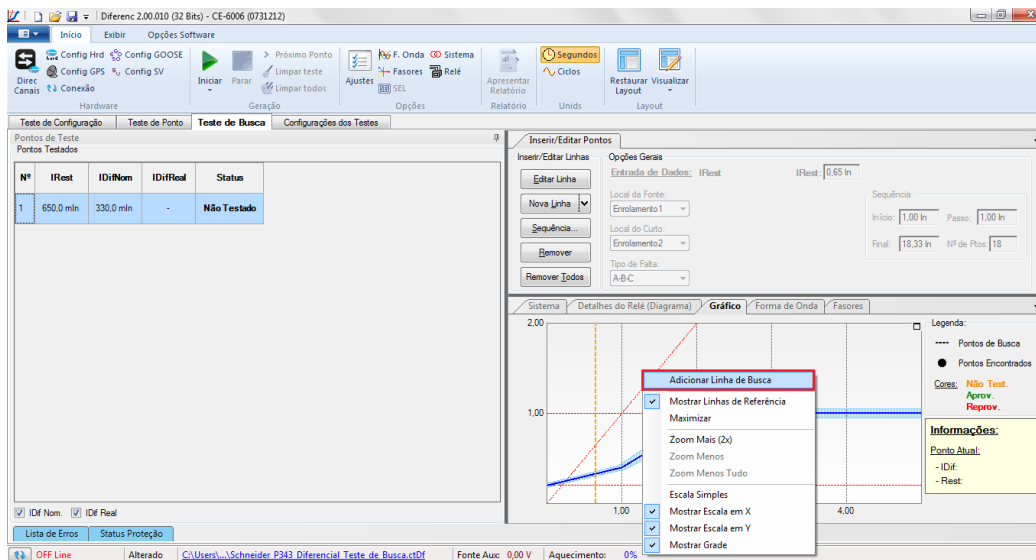 Diferenc 2.00.010 (32 Bits) - CE-6006 (0731212)
Início Exibir Opções Software
Direc Canais
Config Hrd
Config GPS
Conexão
Config GOOSE
Config SV
Hardware
Iniciar
Parar
Próximo Ponto
Limpar teste
Limpar todos
Geração
Ajustes
F. Onda
Fasores
SEL
Sistema
Relé
Opções
Apresentar Relatório
Relatório
Segundos
Ciclos
Unids
Restaurar Layout
Visualizar
Layout
Teste de Configuração Teste de Ponto Teste de Busca Configurações dos Testes
Pontos de Teste
Pontos Testados
Nº IRest IDifNom IDifReal Status
1 650,0 mIn 330,0 mIn - Não Testado
IDif Nom. IDif Real
Lista de Erros Status Proteção
Inserir/Editar Pontos
Inserir/Editar Linhas
Editar Linha
Nova Linha
Sequência...
Remover
Remover Todos
Opções Gerais
Entrada de Dados: IRest IRest: 0,65 In
Local da Fonte:
Enrolamento1
Local do Curto:
Enrolamento2
Tipo de Falta:
A-B-C
Sequência
Início: 1,00 In Passo: 1,00 In
Final: 18,33 In Nº de Ptos: 18
Sistema Detalhes do Relé (Diagrama) Gráfico Forma de Onda Fasores
2,00
1,00
1,00 4,00
Adicionar Linha de Busca
Mostrar Linhas de Referência
Maximizar
Zoom Mais (2x)
Zoom Menos
Zoom Menos Tudo
Escala Simples
Mostrar Escala em X
Mostrar Escala em Y
Mostrar Grade
Legenda:
Pontos de Busca
Pontos Encontrados
Cores: Não Test.
Aprov.
Reprov.
Informações:
Ponto Atual:
- IDif:
- Rest:
OFF Line Alterado C:\Users\...\Schneider P343 Diferencial Teste de Busca.ctDf Fonte Aux: 0,00 V Aquecimento: 0%